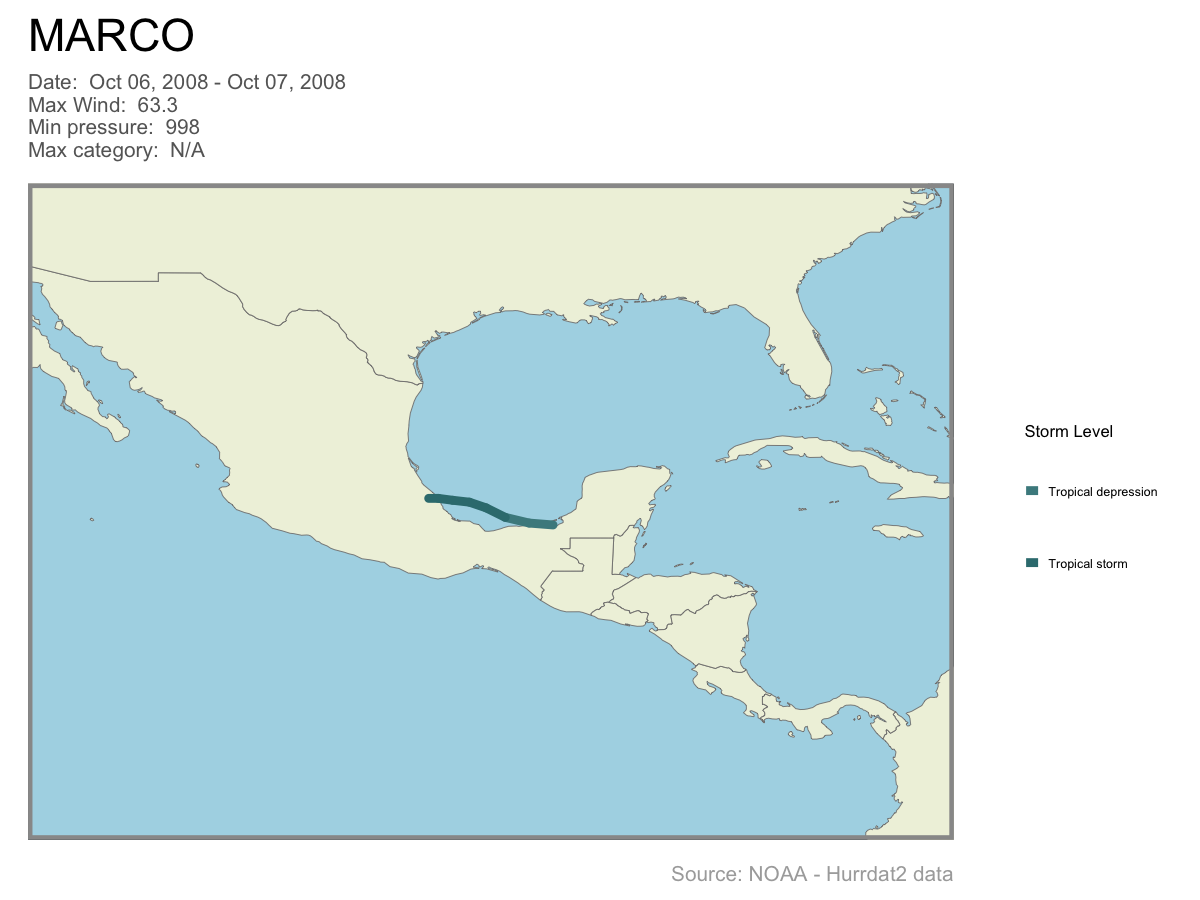 MARCO
Date:  Oct 06, 2008 - Oct 07, 2008
Max Wind:  63.3
Min pressure:  998
Max category:  N/A
Storm Level
Tropical depression
Tropical storm
Source: NOAA - Hurrdat2 data